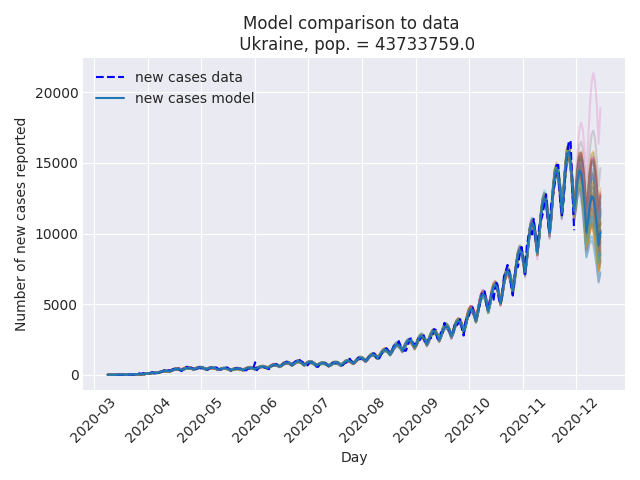 Model comparison to data
Ukraine, pop. = 43733759.0
new cases data
new cases model
Number of new cases reported
20000
15000
10000
5000
0
2020-03
2020-04
2020-05
2020-06
2020-07
2020-08
2020-09
2020-10
2020-11
2020-12
Day